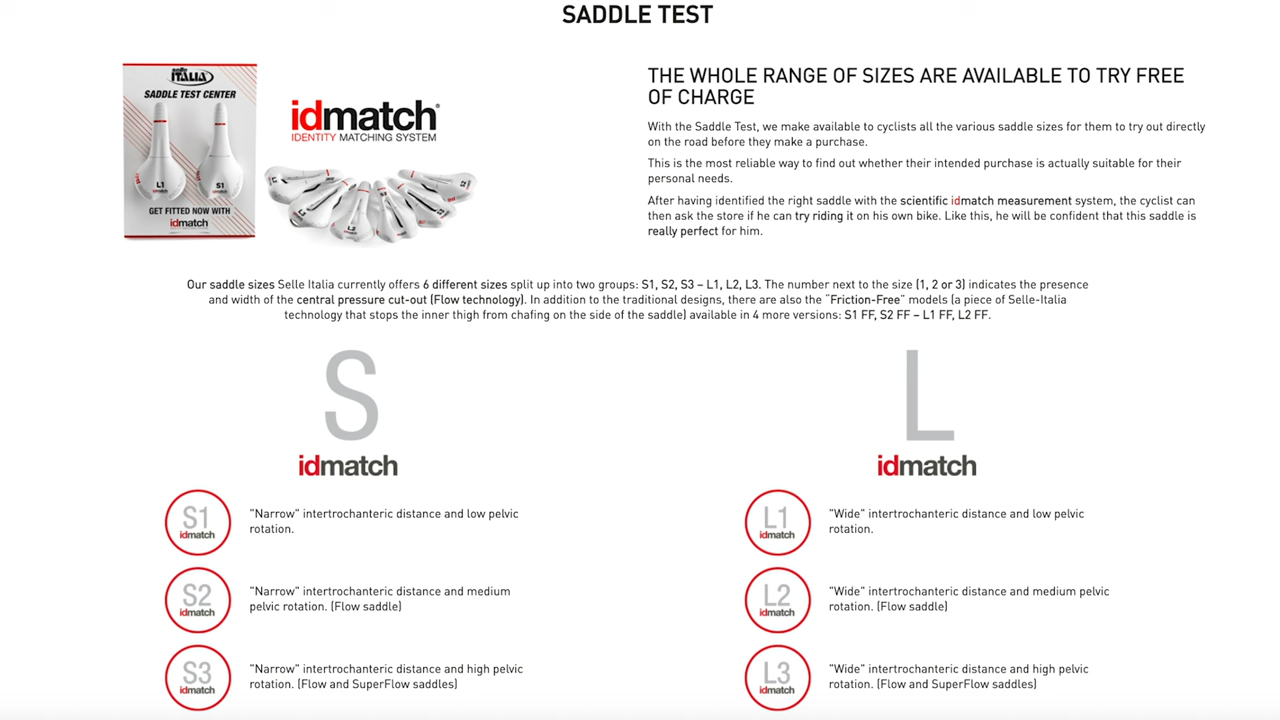 SADDLE TEST
selle
ITALIA
SADDLE TEST CENTER
L1
S1
GET FITTED NOW WITH
idmatch
idmatch
IDENTITY MATCHING SYSTEM
L3
THE WHOLE RANGE OF SIZES ARE AVAILABLE TO TRY FREE
OF CHARGE
With the Saddle Test, we make available to cyclists all the various saddle sizes for them to try out directly
on the road before they make a purchase.
This is the most reliable way to find out whether their intended purchase is actually suitable for their
personal needs.
After having identified the right saddle with the scientific idmatch measurement system, the cyclist can
then ask the store if he can try riding it on his own bike. Like this, he will be confident that this saddle is
really perfect for him.
Our saddle sizes Selle Italia currently offers 6 different sizes split up into two groups: S1, S2, S3 – L1, L2, L3. The number next to the size (1, 2 or 3) indicates the presence
and width of the central pressure cut-out (Flow technology). In addition to the traditional designs, there are also the “Friction-Free” models (a piece of Selle-Italia
technology that stops the inner thigh from chafing on the side of the saddle) available in 4 more versions: S1 FF, S2 FF – L1 FF, L2 FF.
S
idmatch
S1
idmatch
"Narrow" intertrochanteric distance and low pelvic
rotation.
S2
idmatch
"Narrow" intertrochanteric distance and medium
pelvic rotation. (Flow saddle)
S3
idmatch
"Narrow" intertrochanteric distance and high pelvic
rotation. (Flow and SuperFlow saddles)
L
idmatch
L1
idmatch
"Wide" intertrochanteric distance and low pelvic
rotation.
L2
idmatch
"Wide" intertrochanteric distance and medium pelvic
rotation. (Flow saddle)
L3
idmatch
"Wide" intertrochanteric distance and high pelvic
rotation. (Flow and SuperFlow saddles)